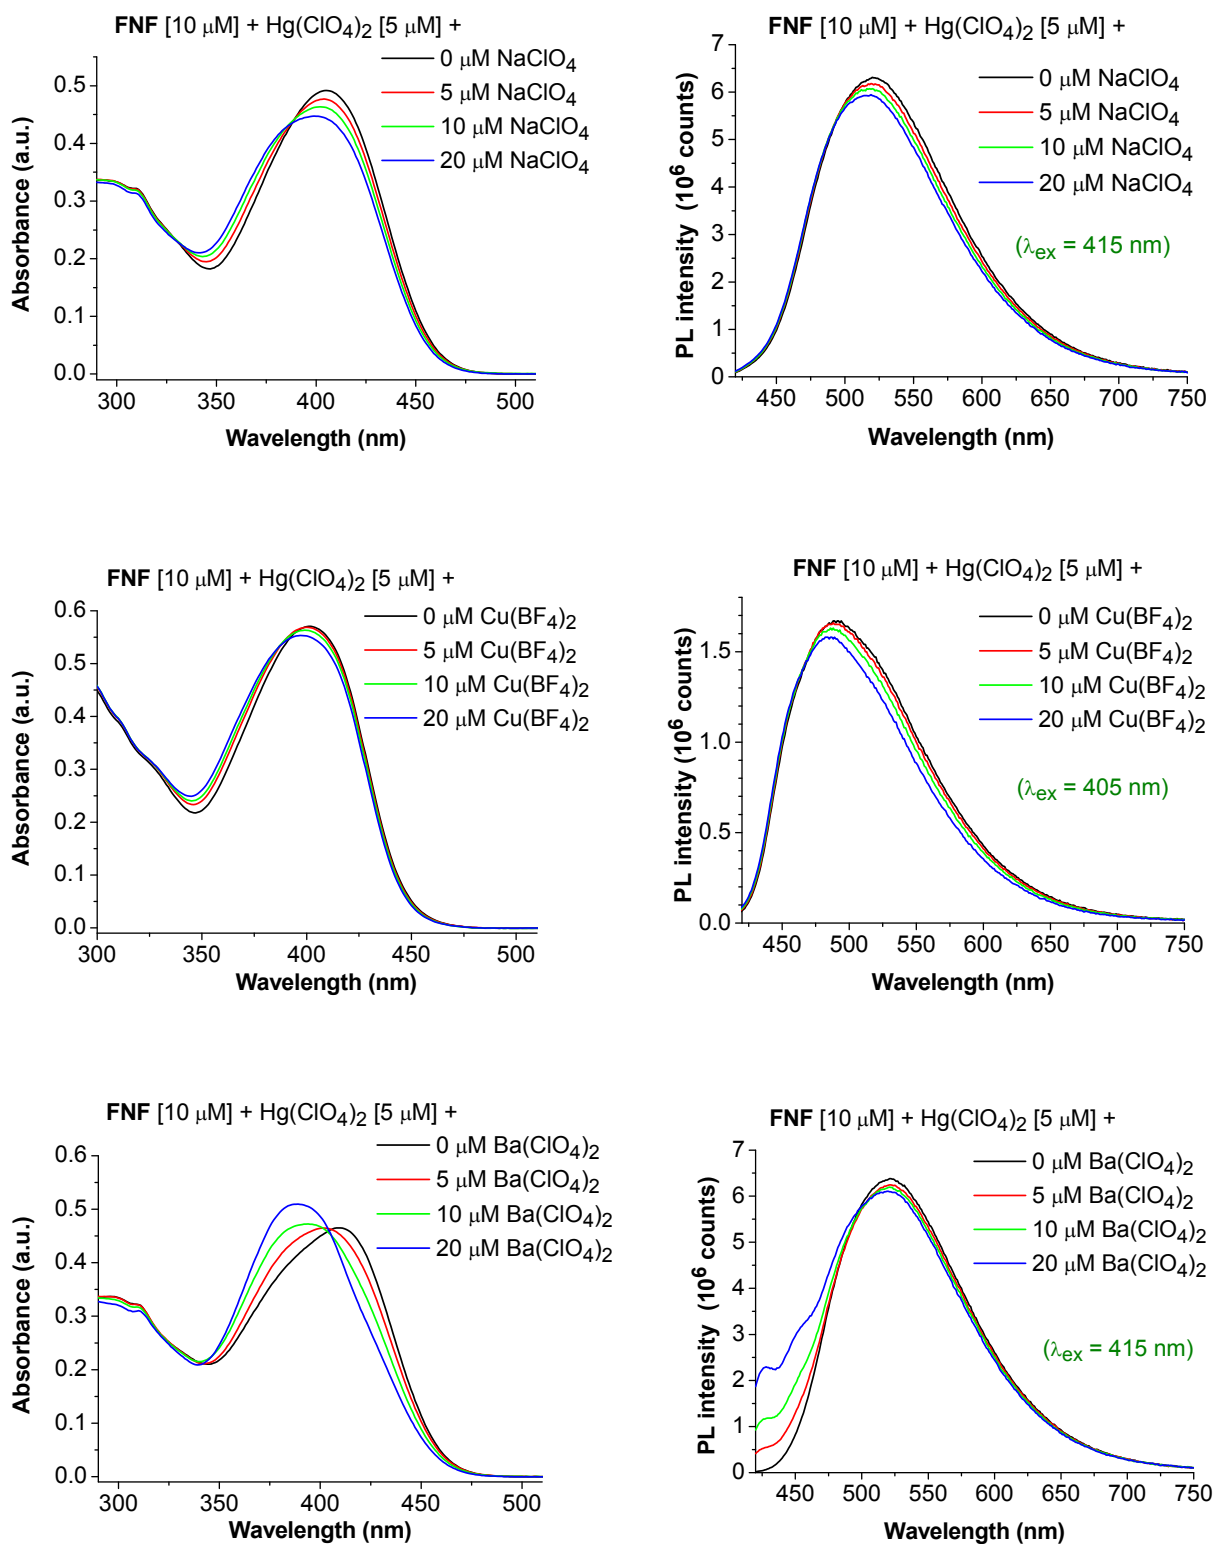 FNF [10 μM] + Hg(ClO4)2 [5 μM] +
0 μM NaClO4
5 μM NaClO4
10 μM NaClO4
20 μM NaClO4
0.5
0.4
0.3
0.2
0.1
0.0
Absorbance (a.u.)
300 350 400 450 500
Wavelength (nm)
FNF [10 μM] + Hg(ClO4)2 [5 μM] +
0 μM NaClO4
5 μM NaClO4
10 μM NaClO4
20 μM NaClO4
(λex = 415 nm)
7
6
5
4
3
2
1
0
PL intensity (10^6 counts)
450 500 550 600 650 700 750
Wavelength (nm)
FNF [10 μM] + Hg(ClO4)2 [5 μM] +
0 μM Cu(BF4)2
5 μM Cu(BF4)2
10 μM Cu(BF4)2
20 μM Cu(BF4)2
0.6
0.5
0.4
0.3
0.2
0.1
0.0
Absorbance (a.u.)
300 350 400 450 500
Wavelength (nm)
FNF [10 μM] + Hg(ClO4)2 [5 μM] +
0 μM Cu(BF4)2
5 μM Cu(BF4)2
10 μM Cu(BF4)2
20 μM Cu(BF4)2
(λex = 405 nm)
1.5
1.0
0.5
0.0
PL intensity (10^6 counts)
450 500 550 600 650 700 750
Wavelength (nm)
FNF [10 μM] + Hg(ClO4)2 [5 μM] +
0 μM Ba(ClO4)2
5 μM Ba(ClO4)2
10 μM Ba(ClO4)2
20 μM Ba(ClO4)2
0.6
0.5
0.4
0.3
0.2
0.1
0.0
Absorbance (a.u.)
300 350 400 450 500
Wavelength (nm)
FNF [10 μM] + Hg(ClO4)2 [5 μM] +
0 μM Ba(ClO4)2
5 μM Ba(ClO4)2
10 μM Ba(ClO4)2
20 μM Ba(ClO4)2
(λex = 415 nm)
7
6
5
4
3
2
1
0
PL intensity (10^6 counts)
450 500 550 600 650 700 750
Wavelength (nm)